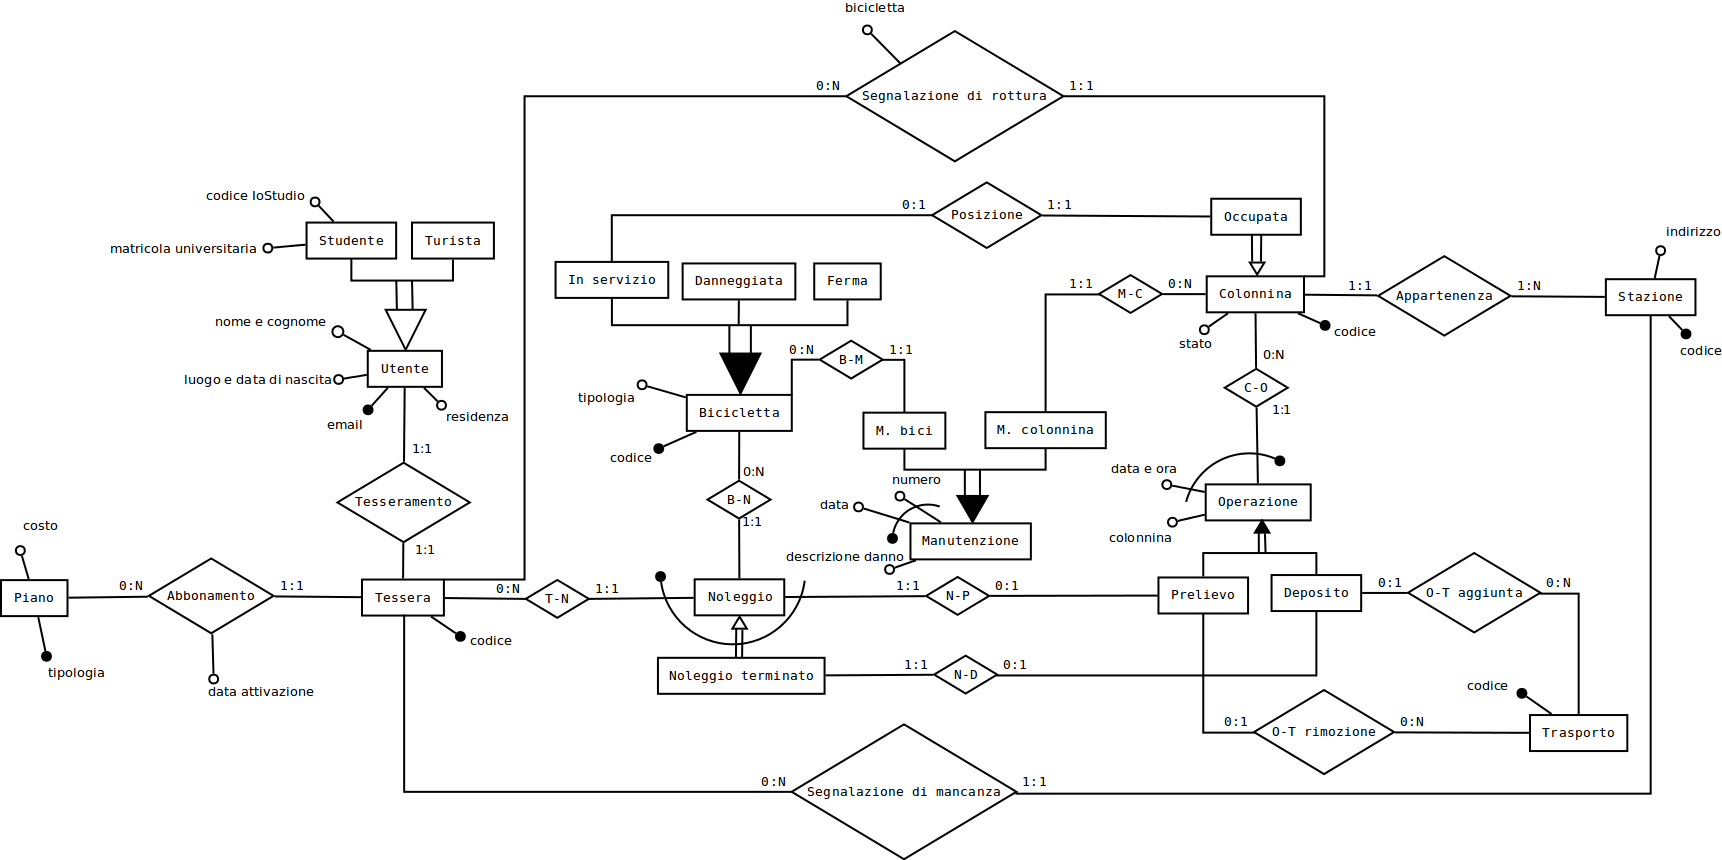 bicicletta
0:N
Segnalazione di rottura
1:1
codice IoStudio
matricola universitaria
Studente
Turista
0:1
Posizione
1:1
Occupata
indirizzo
In servizio
Danneggiata
Ferma
1:1
M-C
0:N
Colonnina
1:1
Appartenenza
1:N
Stazione
nome e cognome
stato
codice
codice
luogo e data di nascita
Utente
0:N
B-M
1:1
0:N
C-O
1:1
email
residenza
tipologia
Bicicletta
M. bici
M. colonnina
codice
1:1
Tesseramento
1:1
0:N
B-N
1:1
numero
data
descrizione danno
Manutenzione
data e ora
Operazione
colonnina
costo
Piano
0:N
Abbonamento
1:1
Tessera
0:N
T-N
1:1
Noleggio
1:1
N-P
0:1
Prelievo
Deposito
0:1
O-T aggiunta
0:N
tipologia
data attivazione
codice
Noleggio terminato
1:1
N-D
0:1
codice
0:1
O-T rimozione
0:N
Trasporto
0:N
Segnalazione di mancanza
1:1